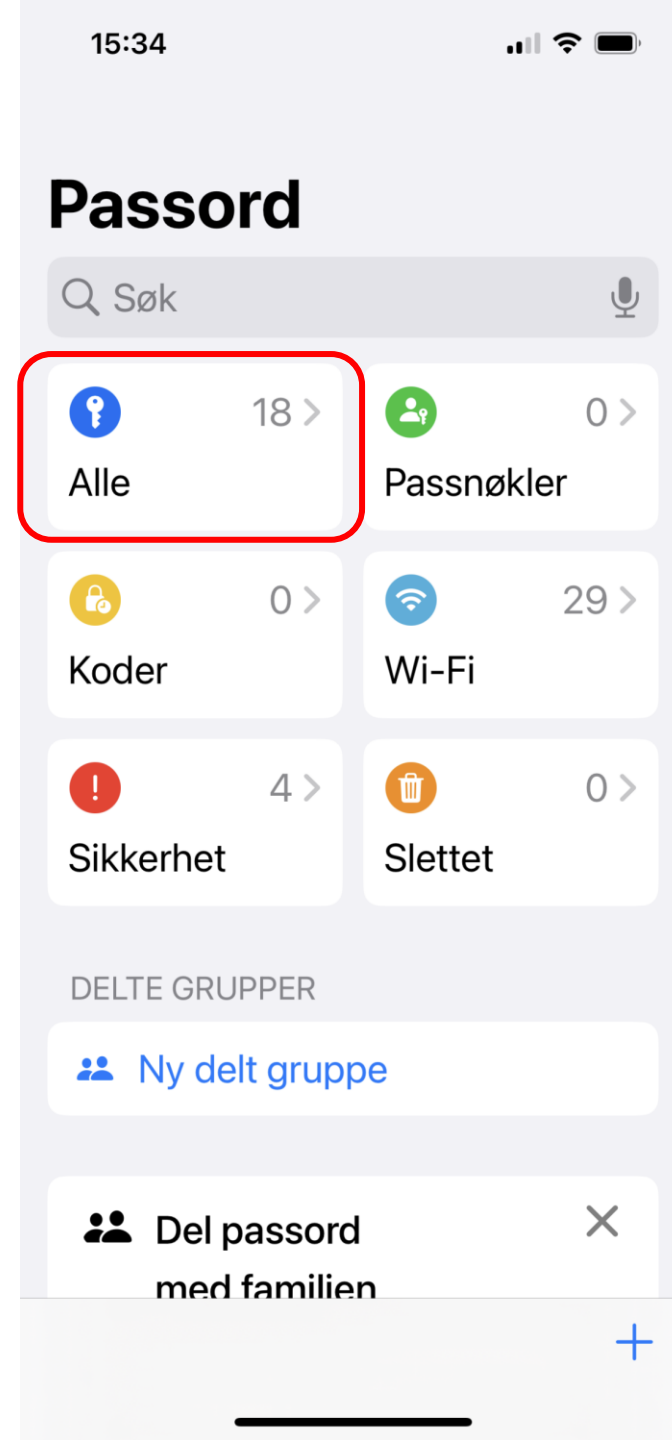 15:34
Passord
Søk
18
Alle
0
Passnøkler
0
Koder
29
Wi-Fi
4
Sikkerhet
0
Slettet
DELTE GRUPPER
Ny delt gruppe
Del passord
med familien